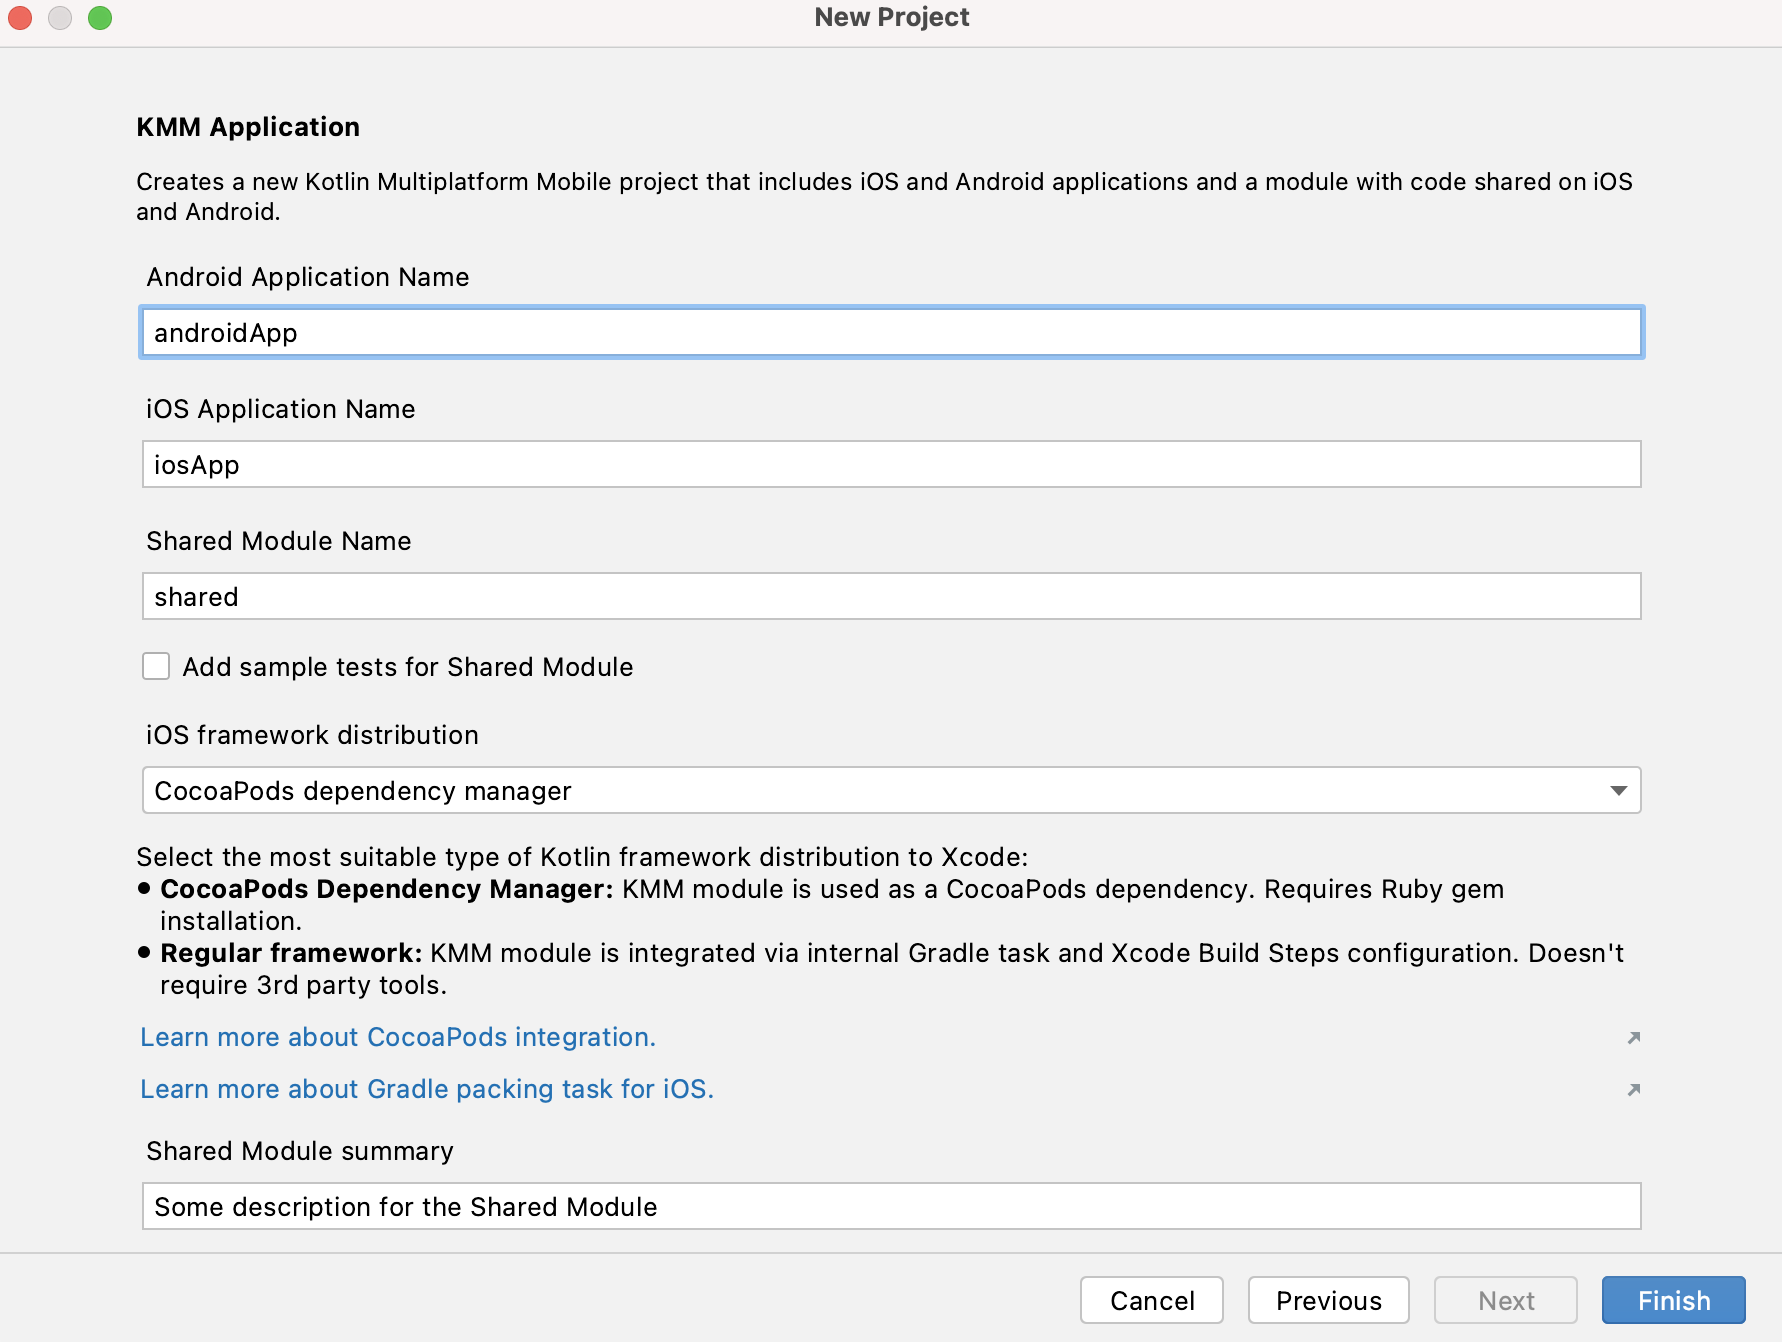 New Project
KMM Application
Creates a new Kotlin Multiplatform Mobile project that includes iOS and Android applications and a module with code shared on iOS
and Android.
Android Application Name
androidApp
iOS Application Name
iosApp
Shared Module Name
shared
Add sample tests for Shared Module
iOS framework distribution
CocoaPods dependency manager
Select the most suitable type of Kotlin framework distribution to Xcode:
• CocoaPods Dependency Manager: KMM module is used as a CocoaPods dependency. Requires Ruby gem
installation.
• Regular framework: KMM module is integrated via internal Gradle task and Xcode Build Steps configuration. Doesn't
require 3rd party tools.
Learn more about CocoaPods integration.
Learn more about Gradle packing task for iOS.
Shared Module summary
Some description for the Shared Module
Cancel Previous Next Finish